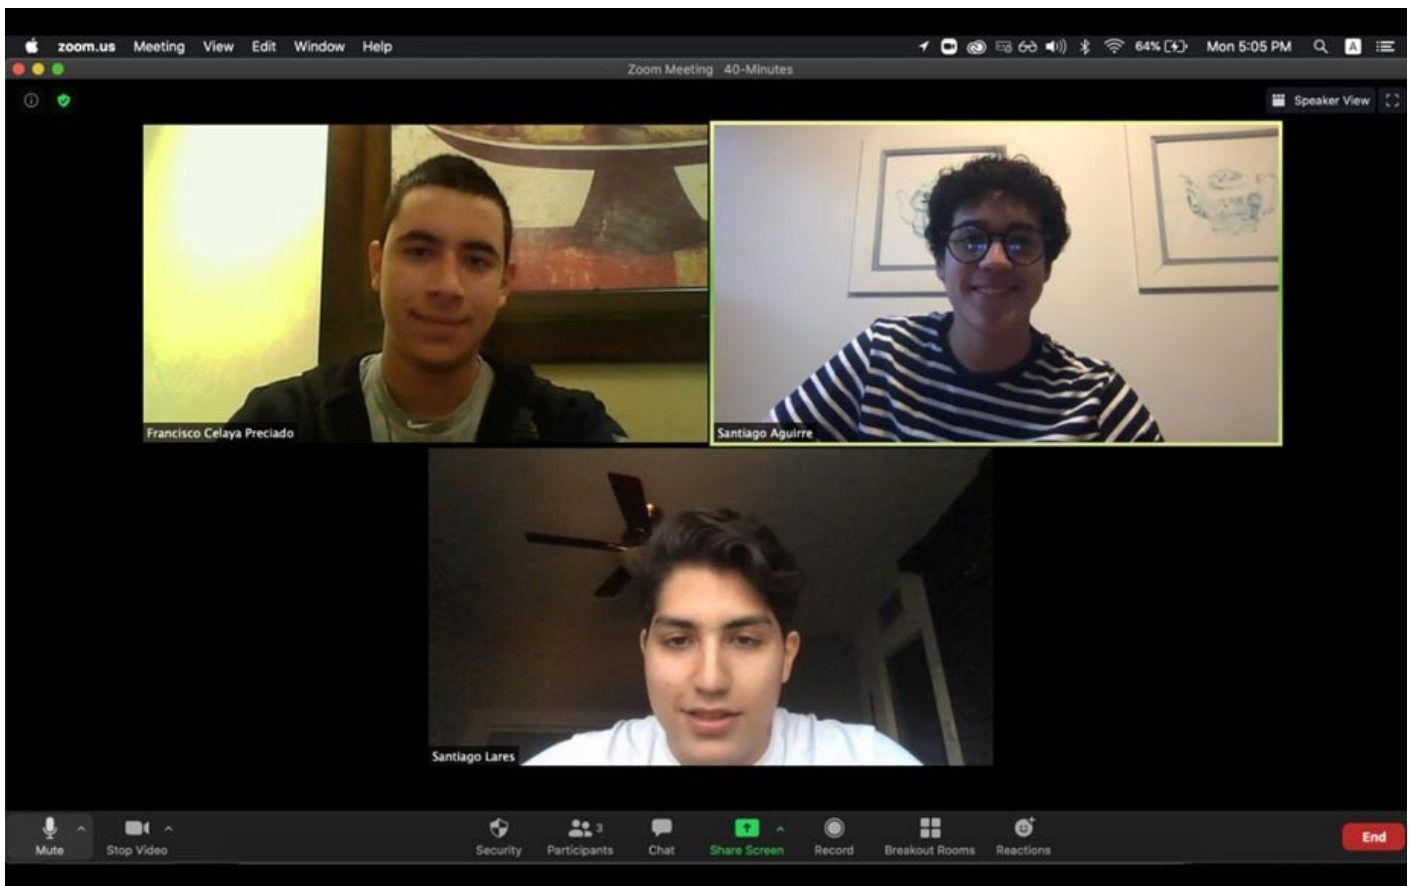 zoom.us Meeting View Edit Window Help 64% Mon 5:05 PM A
Zoom Meeting 40-Minutes
Speaker View
Francisco Celaya Preciado
Santiago Aguirre
Santiago Lares
Mute Stop Video Security Participants 3 Chat Share Screen Record Breakout Rooms Reactions End